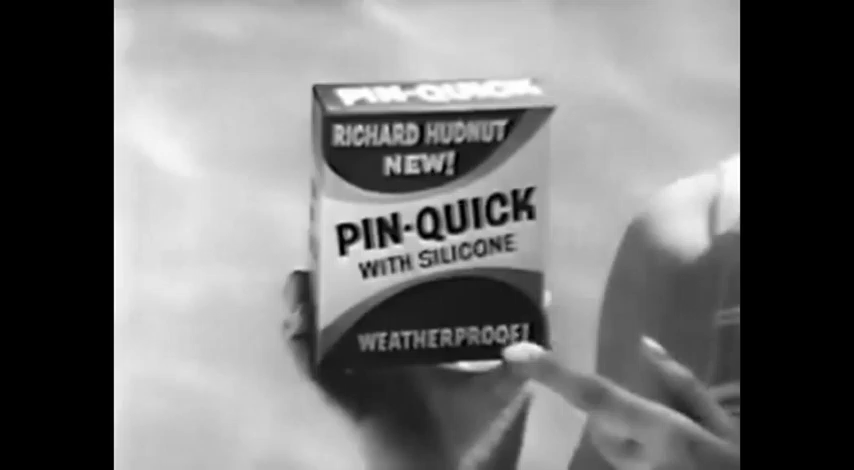 PIN-QUICK
RICHARD HUDNUT
NEW!
PIN-QUICK
WITH SILICONE
WEATHERPROOF!